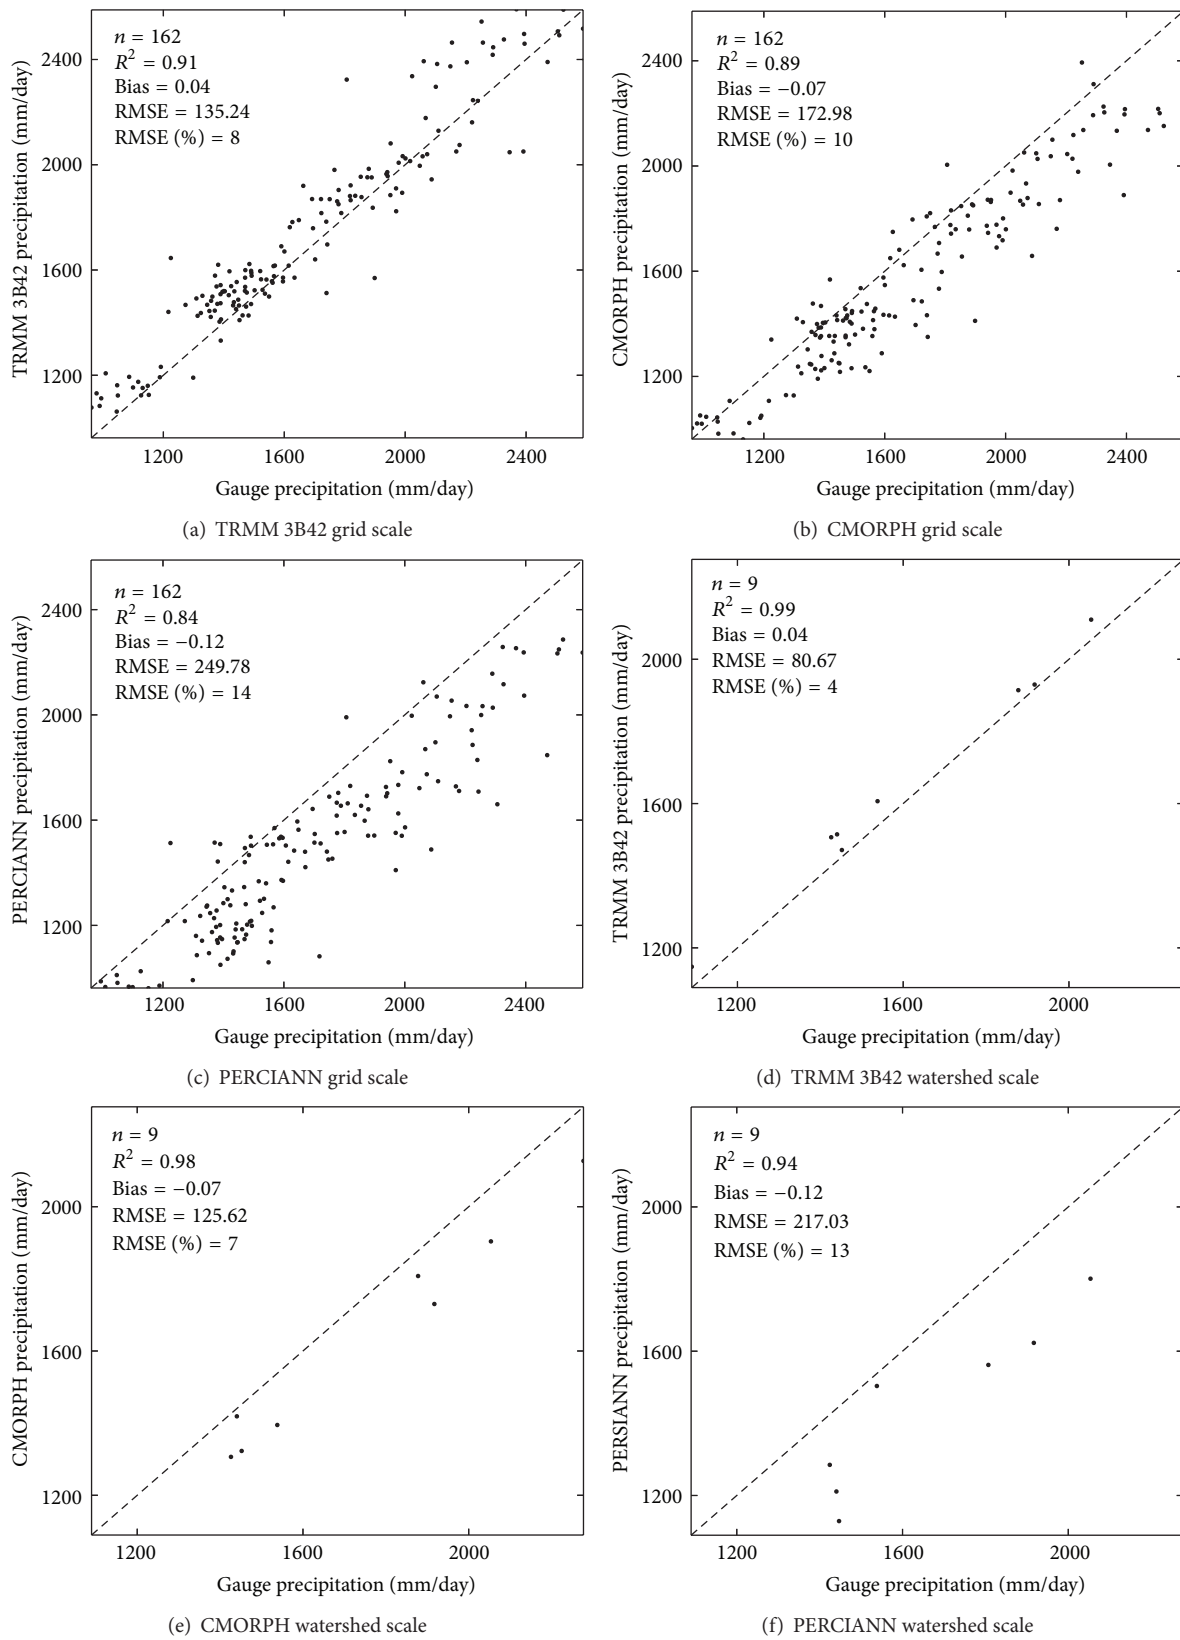 n = 162
R² = 0.91
Bias = 0.04
RMSE = 135.24
RMSE (%) = 8
2400
2000
1600
1200
TRMM 3B42 precipitation (mm/day)
1200 1600 2000 2400
Gauge precipitation (mm/day)
(a) TRMM 3B42 grid scale
n = 162
R² = 0.89
Bias = −0.07
RMSE = 172.98
RMSE (%) = 10
2400
2000
1600
1200
CMORPH precipitation (mm/day)
1200 1600 2000 2400
Gauge precipitation (mm/day)
(b) CMORPH grid scale
n = 162
R² = 0.84
Bias = −0.12
RMSE = 249.78
RMSE (%) = 14
2400
2000
1600
1200
PERCIANN precipitation (mm/day)
1200 1600 2000 2400
Gauge precipitation (mm/day)
(c) PERCIANN grid scale
n = 9
R² = 0.99
Bias = 0.04
RMSE = 80.67
RMSE (%) = 4
2000
1600
1200
TRMM 3B42 precipitation (mm/day)
1200 1600 2000
Gauge precipitation (mm/day)
(d) TRMM 3B42 watershed scale
n = 9
R² = 0.98
Bias = −0.07
RMSE = 125.62
RMSE (%) = 7
2000
1600
1200
CMORPH precipitation (mm/day)
1200 1600 2000
Gauge precipitation (mm/day)
(e) CMORPH watershed scale
n = 9
R² = 0.94
Bias = −0.12
RMSE = 217.03
RMSE (%) = 13
2000
1600
1200
PERSIANN precipitation (mm/day)
1200 1600 2000
Gauge precipitation (mm/day)
(f) PERCIANN watershed scale